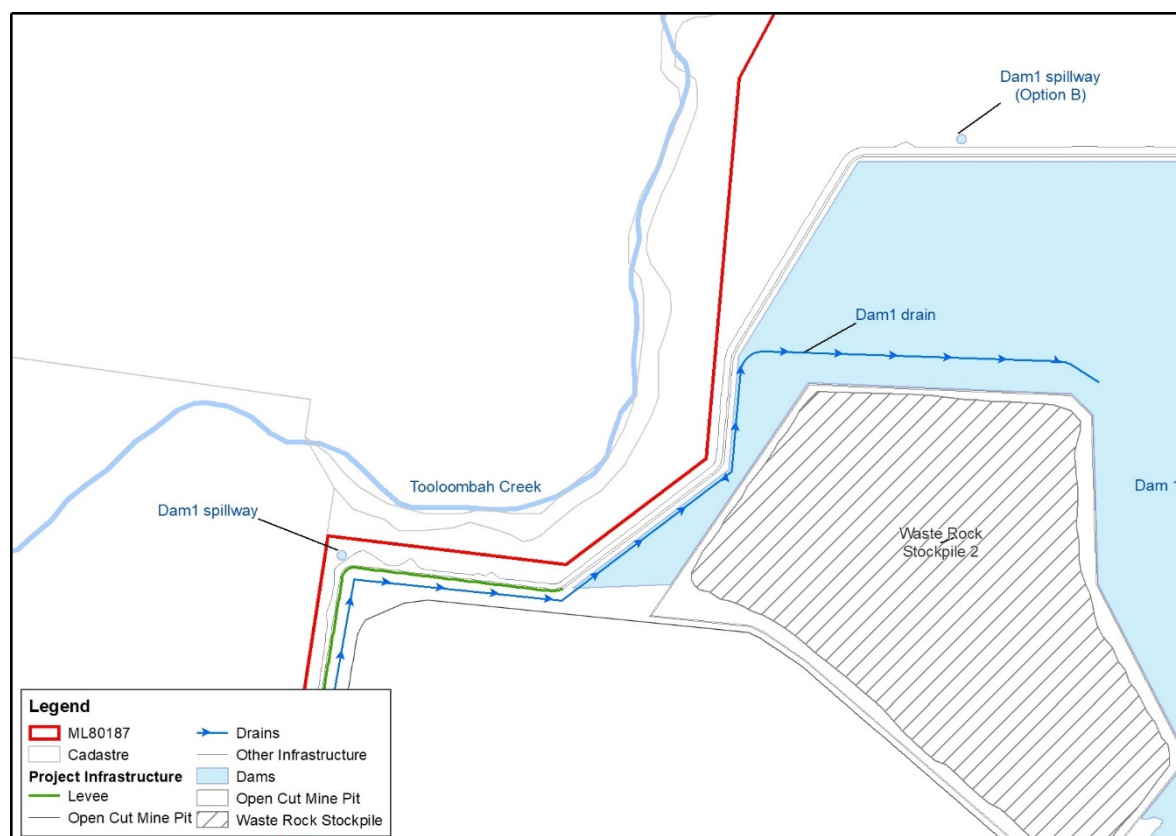 Dam1 spillway
(Option B)
Dam1 drain
Tooloombah Creek
Dam1 spillway
Dam 1
Waste Rock
Stockpile 2
Legend
ML80187
Cadastre
Project Infrastructure
Levee
Open Cut Mine Pit
Drains
Other Infrastructure
Dams
Open Cut Mine Pit
Waste Rock Stockpile